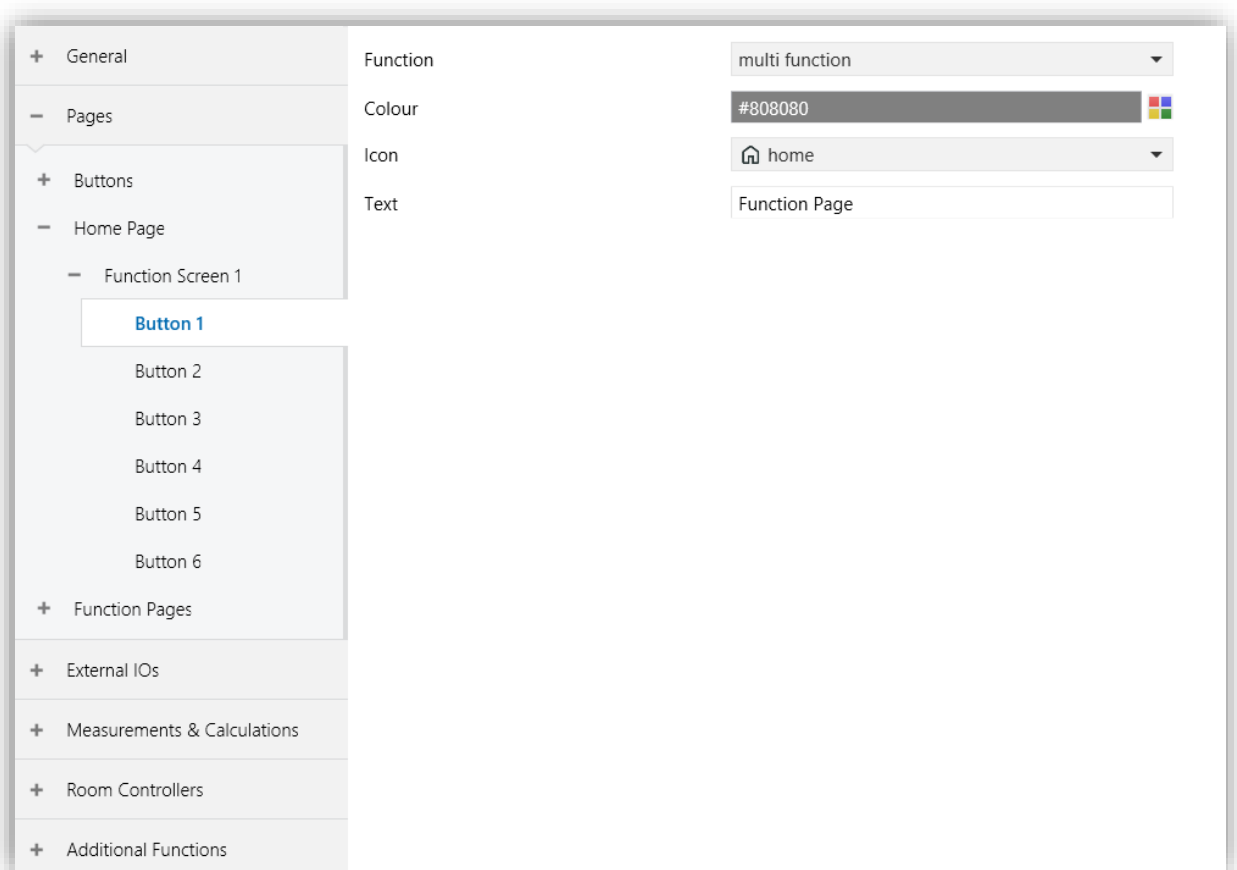 General
Pages
Buttons
Home Page
Function Screen 1
Button 1
Button 2
Button 3
Button 4
Button 5
Button 6
Function Pages
External IOs
Measurements & Calculations
Room Controllers
Additional Functions
Function multi function
Colour #808080
Icon home
Text Function Page